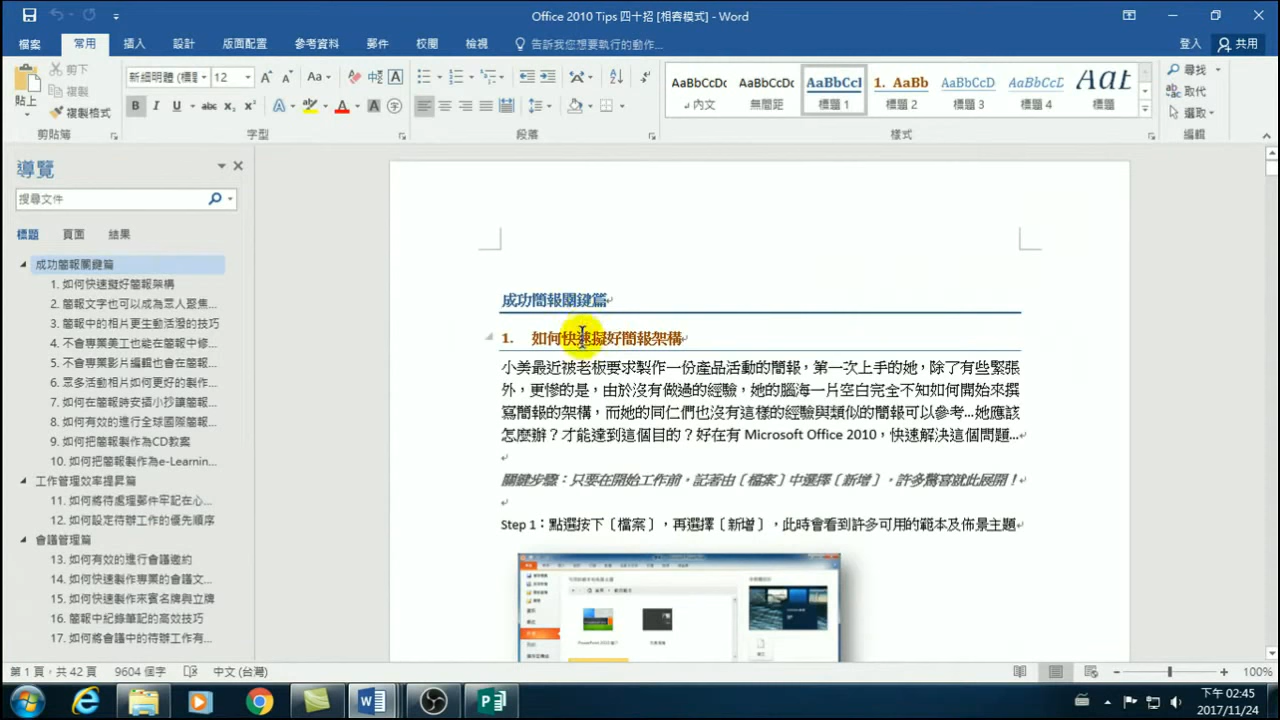 Office 2010 Tips 四十招 [相容模式] - Word
檔案 常用 插入 設計 版面配置 參考資料 郵件 校閱 檢視 告訴我您想要執行的動作... 登入 共用
貼上 剪下 複製 複製格式
新細明體 (標題 12
AaBbCcDc AaBbCcDc AaBbCcI 1. AaBb AaBbCcD AaBbCcD Aat
內文 無間距 標題 1 標題 2 標題 3 標題 4 標題
尋找 取代 選取
剪貼簿 字型 段落 樣式 編輯
導覽
搜尋文件
標題 頁面 結果
成功簡報關鍵篇
1. 如何快速擬好簡報架構
2. 簡報文字也可以成為眾人聚焦...
3. 簡報中的相片更生動活潑的技巧
4. 不會專業美工也能在簡報中修...
5. 不會專業影片編輯也會在簡報...
6. 眾多活動相片如何更好的製作...
7. 如何在簡報時安插小抄讓簡報...
8. 如何有效的進行全球國際簡報...
9. 如何把簡報製作為CD教案
10. 如何把簡報製作為e-Learnin...
工作管理效率提昇篇
11. 如何將待處理郵件牢記在心...
12. 如何設定待辦工作的優先順序
會議管理篇
13. 如何有效的進行會議邀約
14. 如何快速製作專業的會議文...
15. 如何快速製作來賓名牌與立牌
16. 簡報中紀錄筆記的高效技巧
17. 如何將會議中的待辦工作有...
成功簡報關鍵篇
1. 如何快速擬好簡報架構
小美最近被老板要求製作一份產品活動的簡報，第一次上手的她，除了有些緊張
外，更慘的是，由於沒有做過的經驗，她的腦海一片空白完全不知如何開始來撰
寫簡報的架構，而她的同仁們也沒有這樣的經驗與類似的簡報可以參考...她應該
怎麼辦？才能達到這個目的？好在有 Microsoft Office 2010，快速解決這個問題...
關鍵步驟：只要在開始工作前，記著由〔檔案〕中選擇〔新增〕，許多驚喜就此展開！
Step 1：點選按下〔檔案〕，再選擇〔新增〕，此時會看到許多可用的範本及佈景主題
第 1 頁，共 42 頁 9604 個字 中文 (台灣) 100%
下午 02:45
2017/11/24